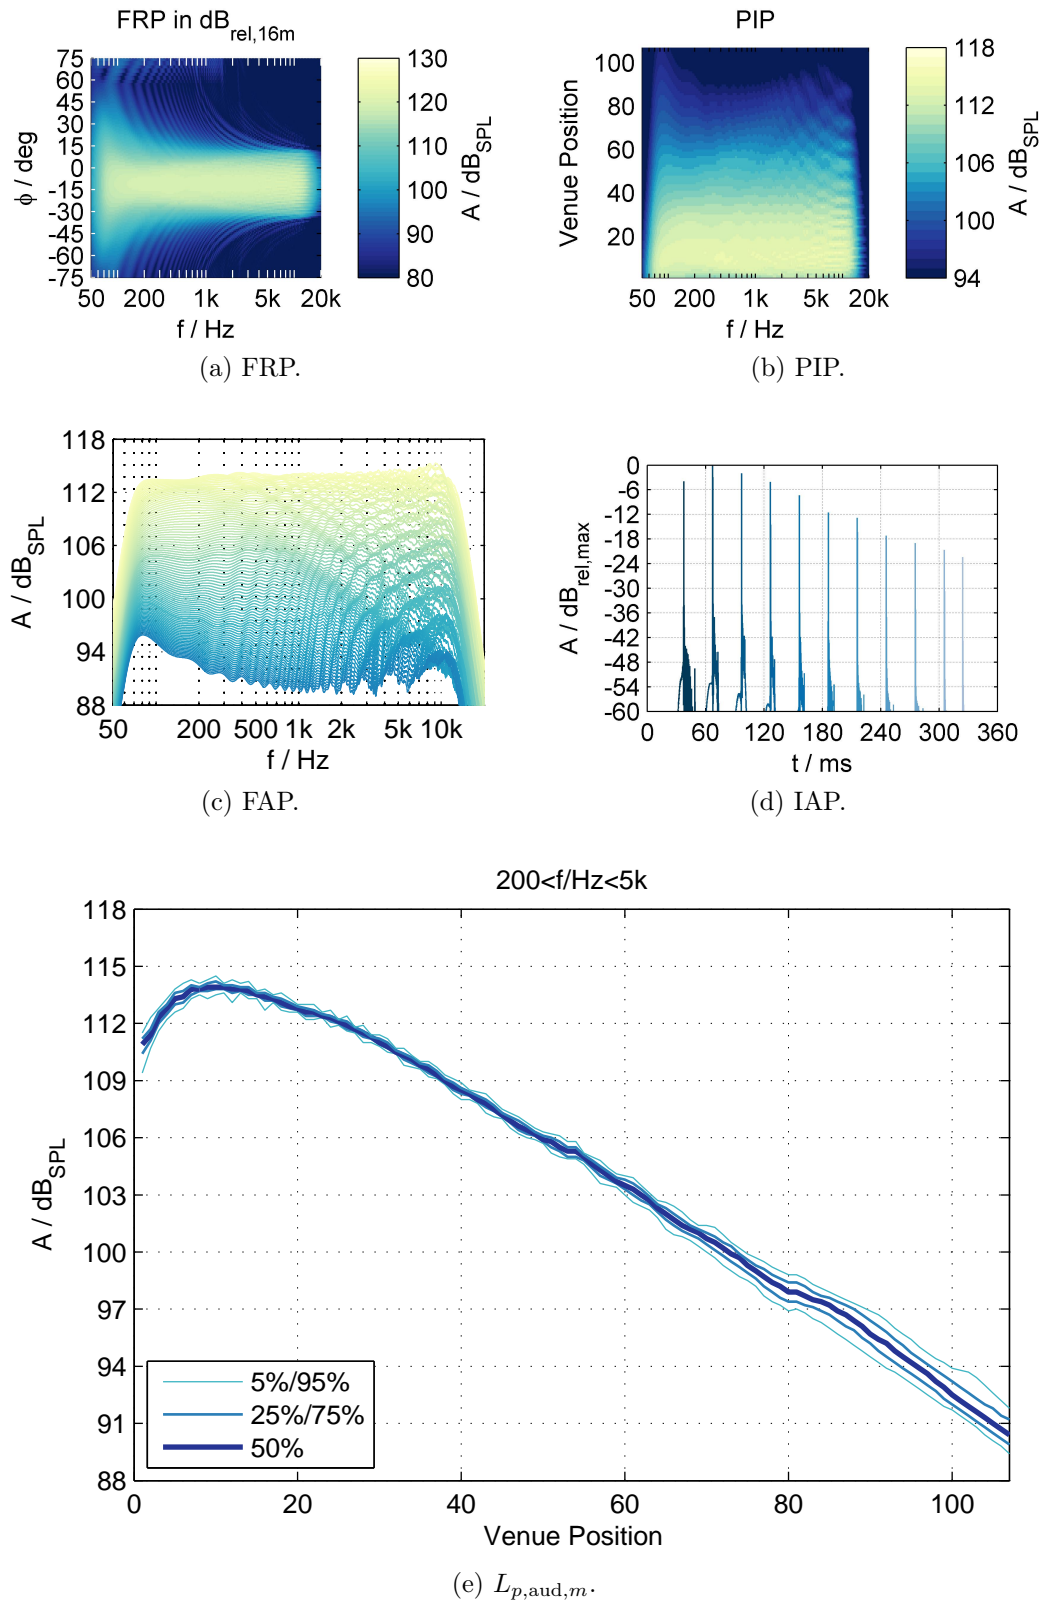 FRP in dB_rel,16m
75
60
45
30
15
0
-15
-30
-45
-60
-75
ϕ / deg
50 200 1k 5k 20k
f / Hz
130
120
110
100
90
80
A / dB_SPL
(a) FRP.
PIP
100
80
60
40
20
Venue Position
50 200 1k 5k 20k
f / Hz
118
112
106
100
94
A / dB_SPL
(b) PIP.
118
112
106
100
94
88
A / dB_SPL
50 200 500 1k 2k 5k 10k
f / Hz
(c) FAP.
0
-6
-12
-18
-24
-30
-36
-42
-48
-54
-60
A / dB_rel,max
0 60 120 180 240 300 360
t / ms
(d) IAP.
200<f/Hz<5k
118
115
112
109
106
103
100
97
94
91
88
A / dB_SPL
5%/95%
25%/75%
50%
0 20 40 60 80 100
Venue Position
(e) L_p,aud,m.